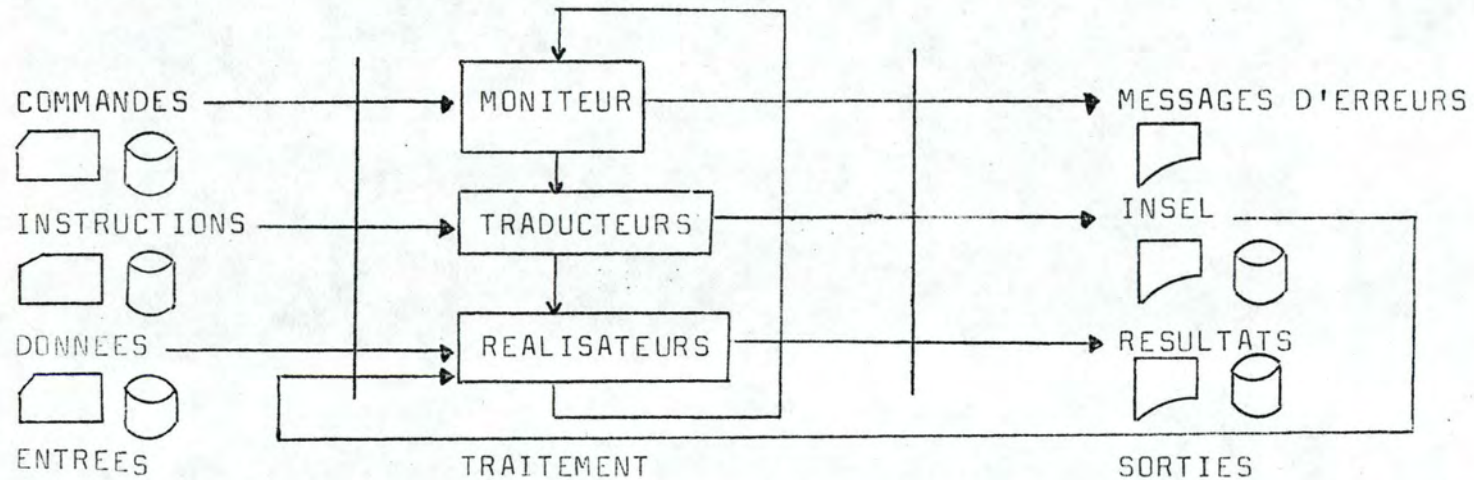 COMMANDES MONITEUR MESSAGES D'ERREURS
INSTRUCTIONS TRADUCTEURS INSEL
DONNEES REALISATEURS RESULTATS
ENTREES TRAITEMENT SORTIES